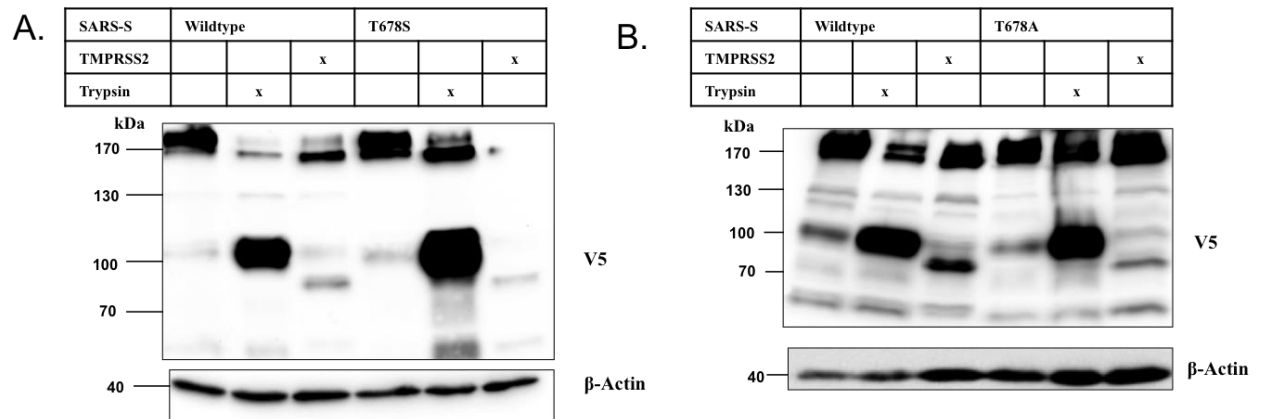 A.
SARS-S Wildtype T678S
TMPRSS2 x x
Trypsin x x
kDa
170
130
100
70
V5
40
β-Actin
B.
SARS-S Wildtype T678A
TMPRSS2 x x
Trypsin x x
kDa
170
130
100
70
V5
40
β-Actin